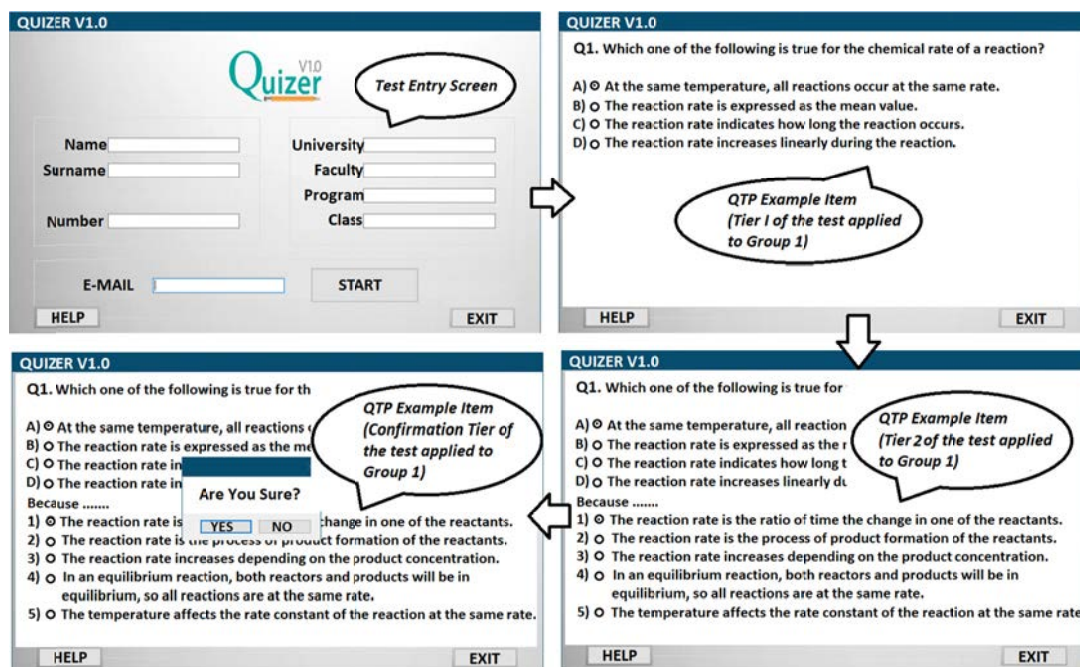 QUIZER V1.0
V1.0
Quizer
Test Entry Screen
Name
Surname
Number
University
Faculty
Program
Class
E-MAIL
START
HELP
EXIT
QUIZER V1.0
Q1. Which one of the following is true for the chemical rate of a reaction?
A) At the same temperature, all reactions occur at the same rate.
B) The reaction rate is expressed as the mean value.
C) The reaction rate indicates how long the reaction occurs.
D) The reaction rate increases linearly during the reaction.
QTP Example Item
(Tier I of the test applied
to Group 1)
HELP
EXIT
QUIZER V1.0
Q1. Which one of the following is true for
A) At the same temperature, all reaction
B) The reaction rate is expressed as the
C) The reaction rate indicates how long t
D) The reaction rate increases linearly
QTP Example Item
(Tier 2 of the test applied
to Group 1)
Because .......
1) The reaction rate is the ratio of time the change in one of the reactants.
2) The reaction rate is the process of product formation of the reactants.
3) The reaction rate increases depending on the product concentration.
4) In an equilibrium reaction, both reactors and products will be in
equilibrium, so all reactions are at the same rate.
5) The temperature affects the rate constant of the reaction at the same rate
HELP
EXIT
QUIZER V1.0
Q1. Which one of the following is true for th
A) At the same temperature, all reactions
B) The reaction rate is expressed as the me
C) The reaction rate in
D) The reaction rate in
QTP Example Item
(Confirmation Tier of
the test applied to
Group 1)
Are You Sure?
YES
NO
Because .......
1) The reaction rate is change in one of the reactants.
2) The reaction rate is the process of product formation of the reactants.
3) The reaction rate increases depending on the product concentration.
4) In an equilibrium reaction, both reactors and products will be in
equilibrium, so all reactions are at the same rate.
5) The temperature affects the rate constant of the reaction at the same rate.
HELP
EXIT